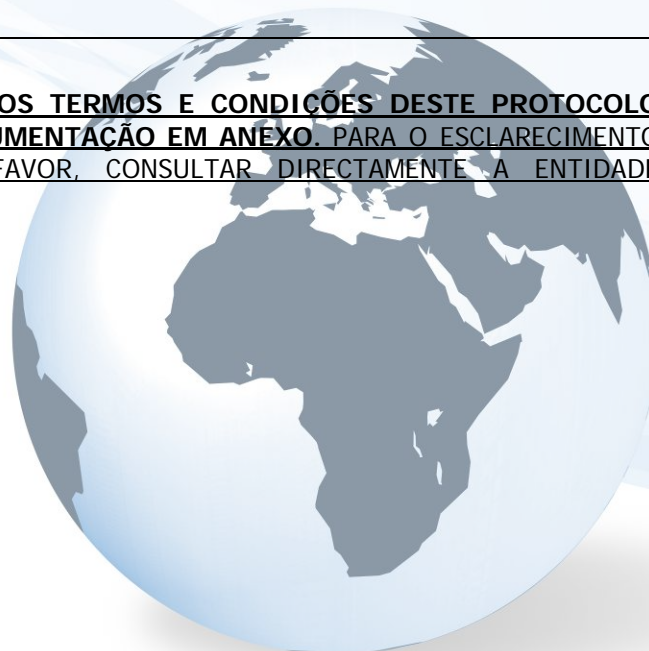 OS TERMOS E CONDIÇÕES DESTE PROTOCOLO
UMENTAÇÃO EM ANEXO. PARA O ESCLARECIMENTO
FAVOR, CONSULTAR DIRECTAMENTE A ENTIDADE